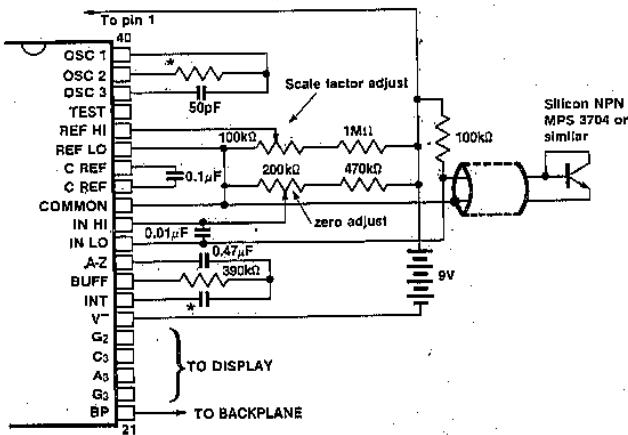 To pin 1
40
OSC 1
OSC 2
*
OSC 3
50pF
TEST
Scale factor adjust
Silicon NPN
MPS 3704 or
similar
REF HI
100kΩ
1MΩ
100kΩ
REF LO
C REF
0.1μF
200kΩ
470kΩ
C REF
COMMON
IN HI
zero adjust
0.01μF
IN LO
0.47μF
A-Z
9V
BUFF
390kΩ
INT
*
V−
G2
C3
TO DISPLAY
A3
G3
BP
TO BACKPLANE
21